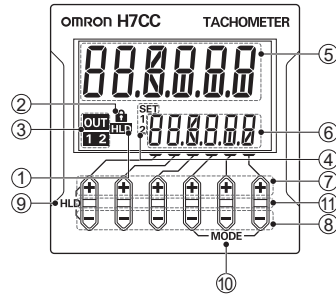 omron H7CC TACHOMETER
88.8.8.8.8
⑤
②
③
OUT
1 2
HLD
SET
1
2
88.8.8.8.8
⑥
④
①
⑦
⑨
HLD
⑪
+ + + + + +
- - - - - -
⑧
MODE
⑩